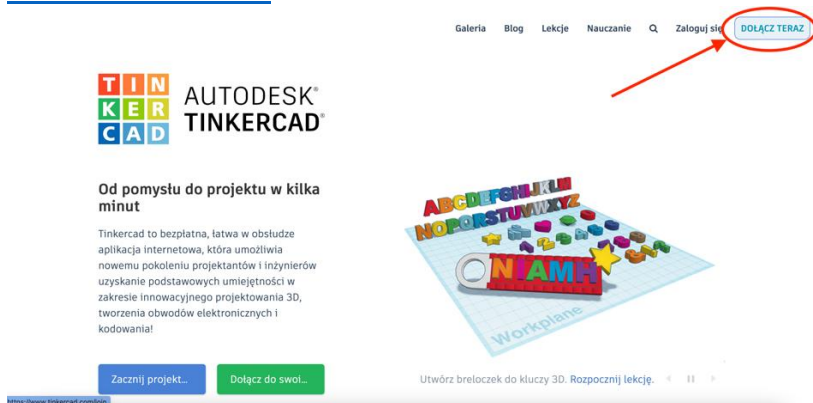 Galeria Blog Lekcje Nauczanie Zaloguj się DOŁĄCZ TERAZ
TIN
KER
CAD
AUTODESK®
TINKERCAD®
Od pomysłu do projektu w kilka
minut
Tinkercad to bezpłatna, łatwa w obsłudze
aplikacja internetowa, która umożliwia
nowemu pokoleniu projektantów i inżynierów
uzyskanie podstawowych umiejętności w
zakresie innowacyjnego projektowania 3D,
tworzenia obwodów elektronicznych i
kodowania!
Zacznij projekt... Dołącz do swoi...
ABCDEFGHIJKLM
NOPQRSTUVWXYZ
NIAMH
Workplane
Utwórz breloczek do kluczy 3D. Rozpocznij lekcję.
https://www.tinkercad.com/join